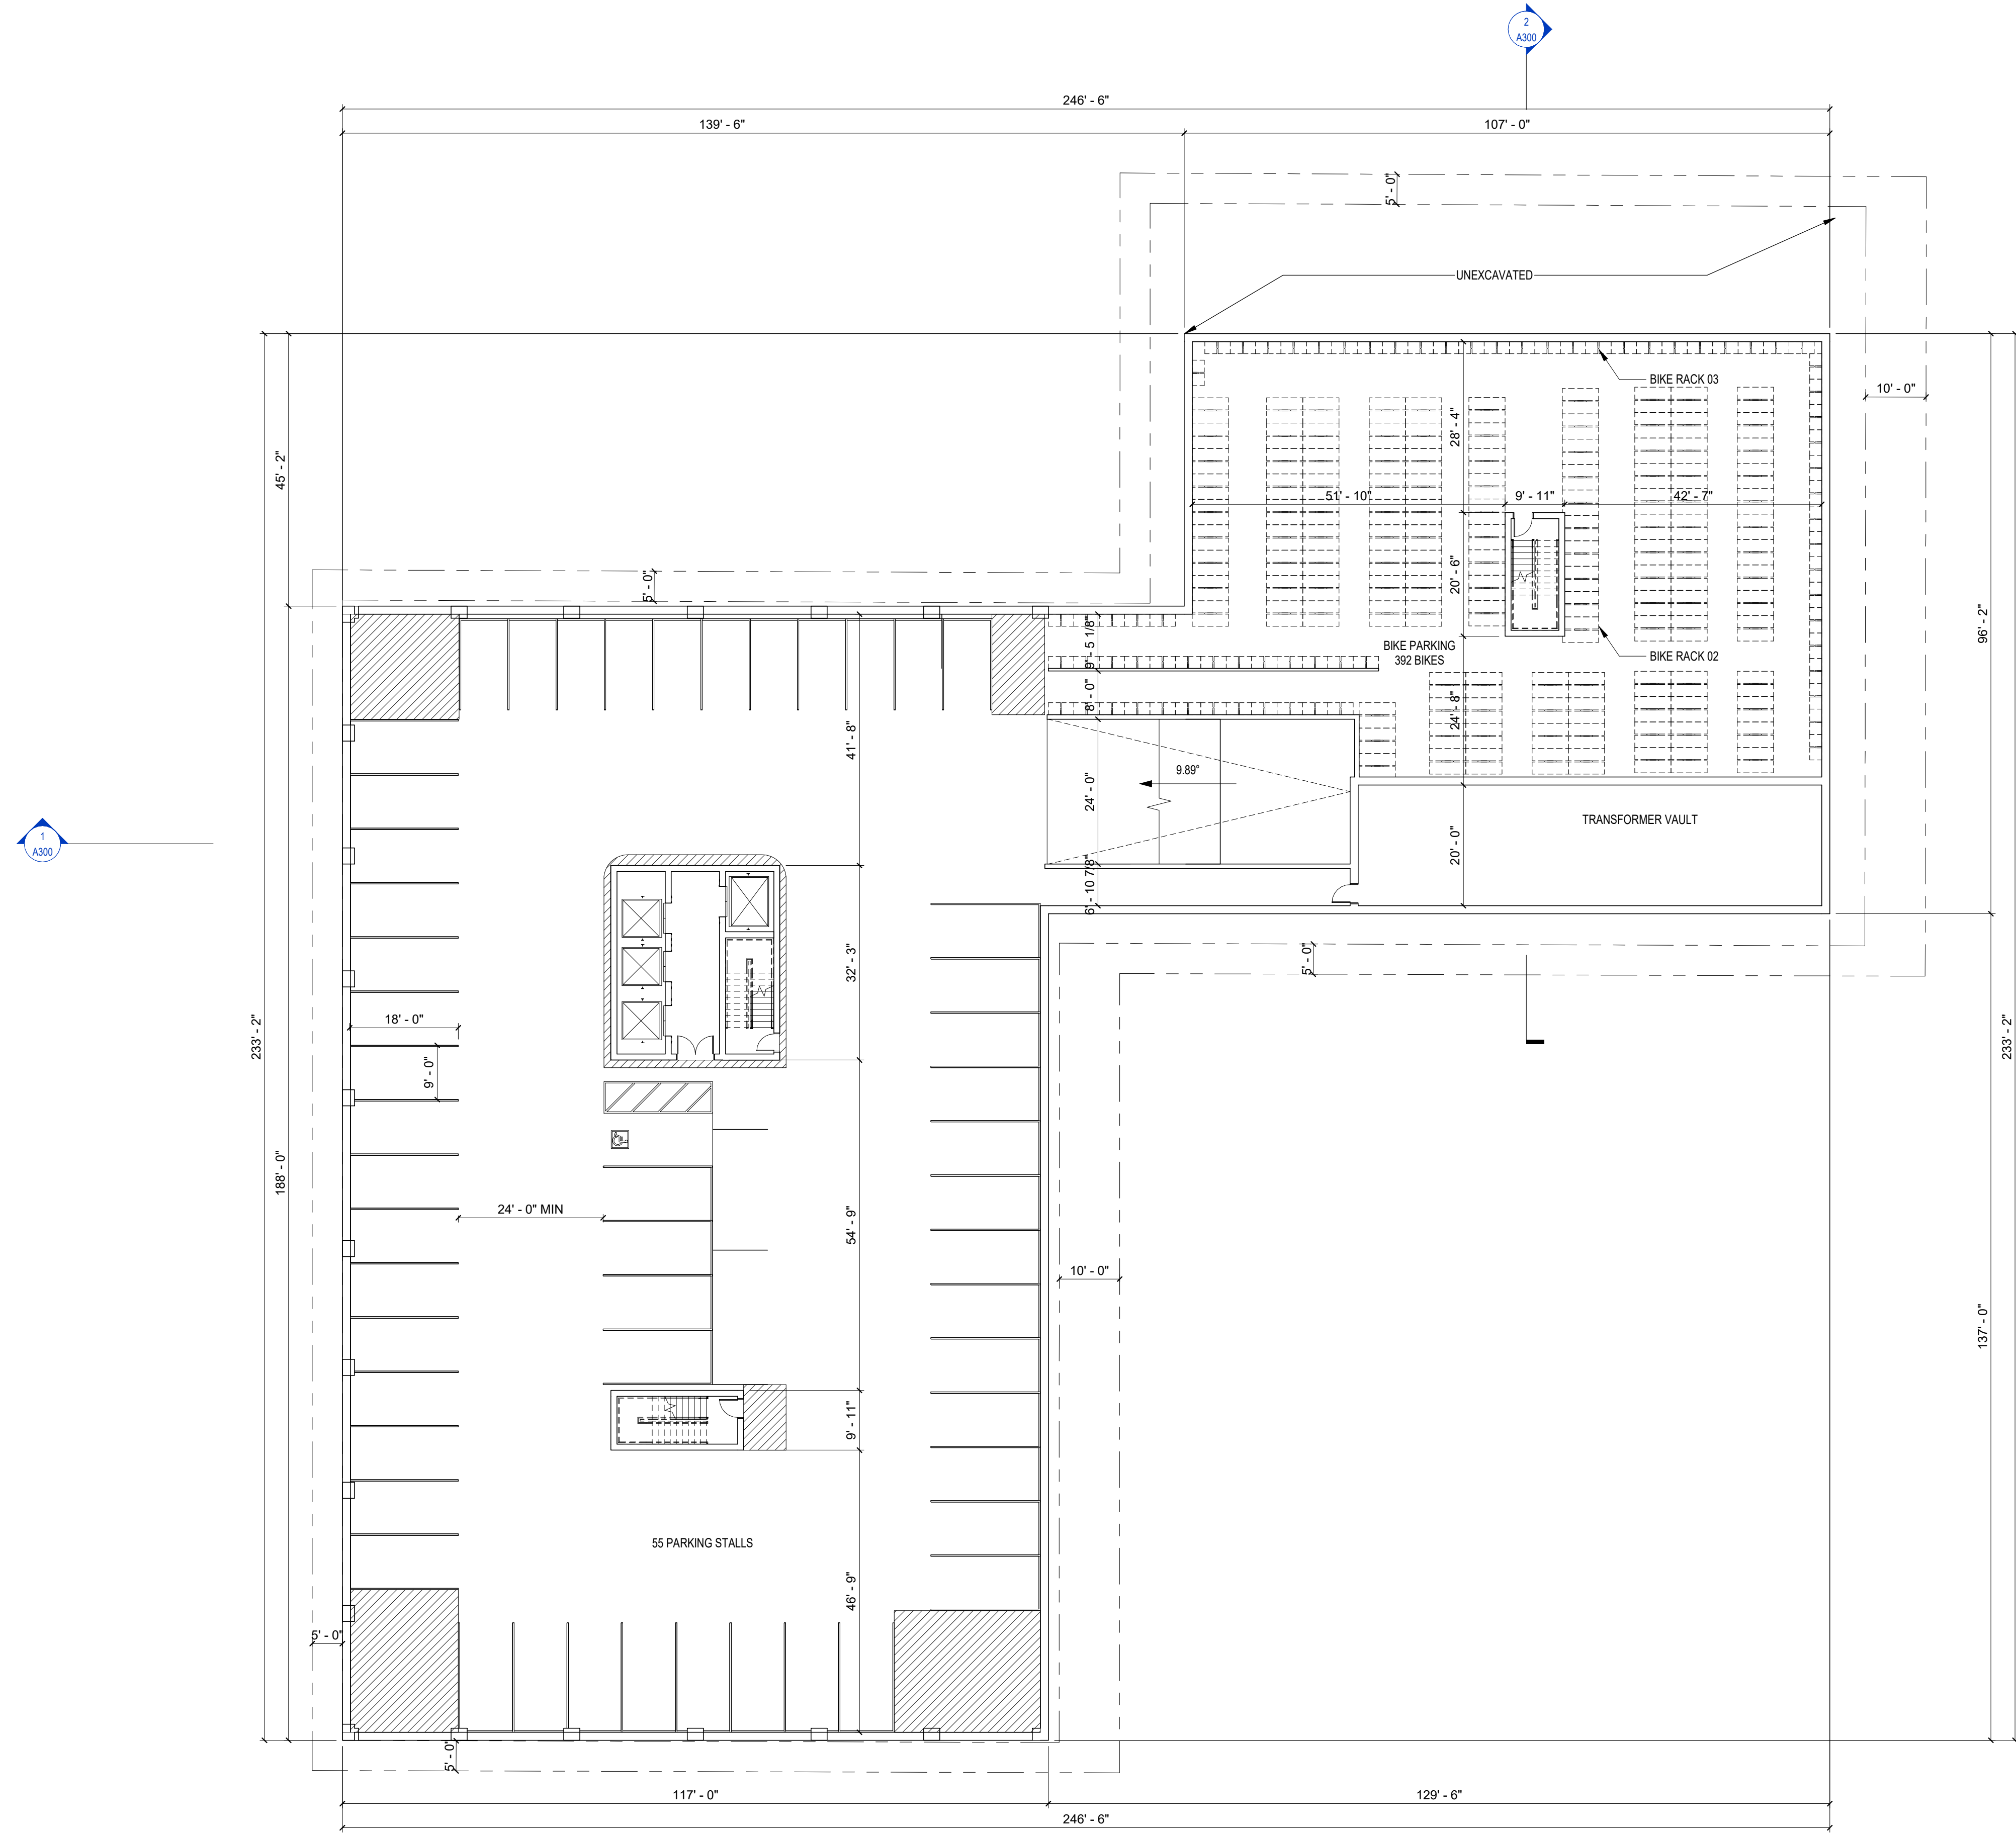 2
A300
246' - 6"
139' - 6"
107' - 0"
5' - 0"
UNEXCAVATED
BIKE RACK 03
10' - 0"
28' - 4"
45' - 2"
51' - 10"
9' - 11"
42' - 7"
20' - 6"
5' - 0"
96' - 2"
9' - 5 1/8"
BIKE PARKING
392 BIKES
BIKE RACK 02
8' - 0"
24' - 8"
41' - 8"
9.89°
24' - 0"
TRANSFORMER VAULT
20' - 0"
1
A300
6' - 10 7/8"
32' - 3"
5' - 0"
18' - 0"
233' - 2"
233' - 2"
9' - 0"
188' - 0"
24' - 0" MIN
54' - 9"
10' - 0"
137' - 0"
9' - 11"
55 PARKING STALLS
46' - 9"
5' - 0"
5' - 0"
117' - 0"
129' - 6"
246' - 6"